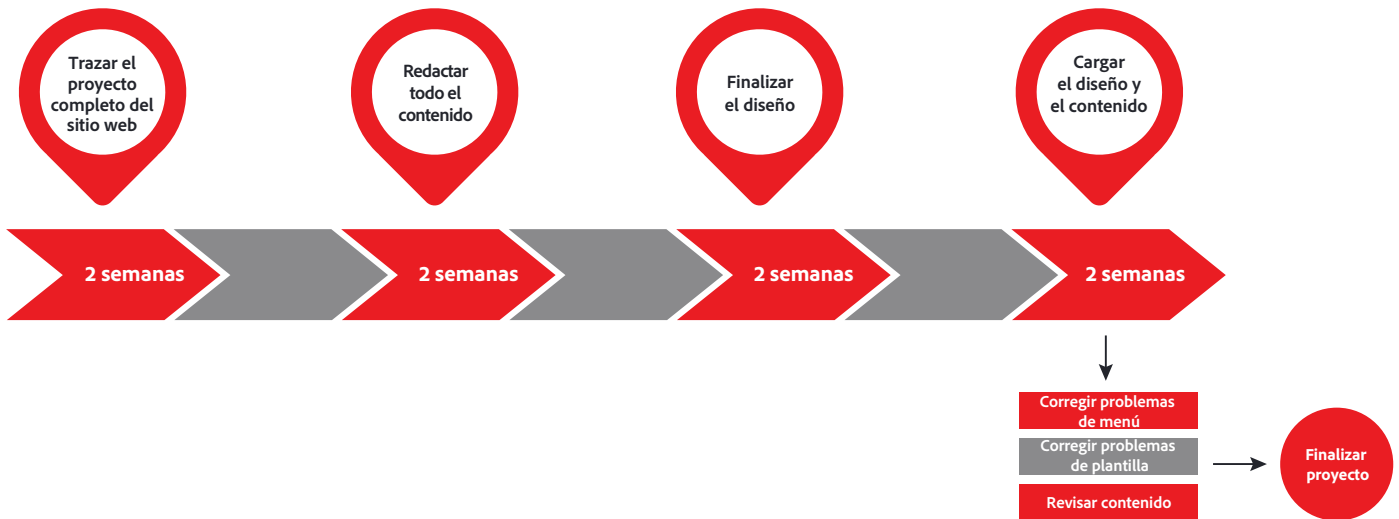 Trazar el
proyecto
completo del
sitio web
Redactar
todo el
contenido
Finalizar
el diseño
Cargar
el diseño y
el contenido
2 semanas
2 semanas
2 semanas
2 semanas
Corregir problemas
de menú
Corregir problemas
de plantilla
Revisar contenido
Finalizar
proyecto